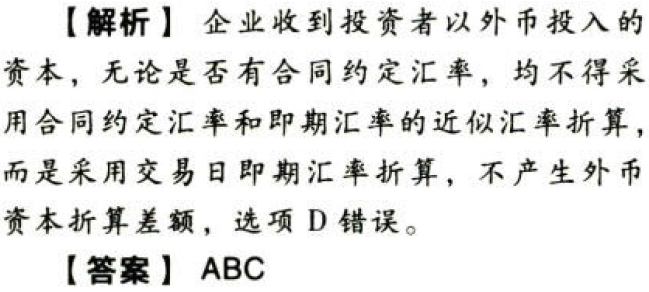 【解析】 企业收到投资者以外币投入的
资本，无论是否有合同约定汇率，均不得采
用合同约定汇率和即期汇率的近似汇率折算，
而是采用交易日即期汇率折算，不产生外币
资本折算差额，选项 D 错误。
【答案】 ABC